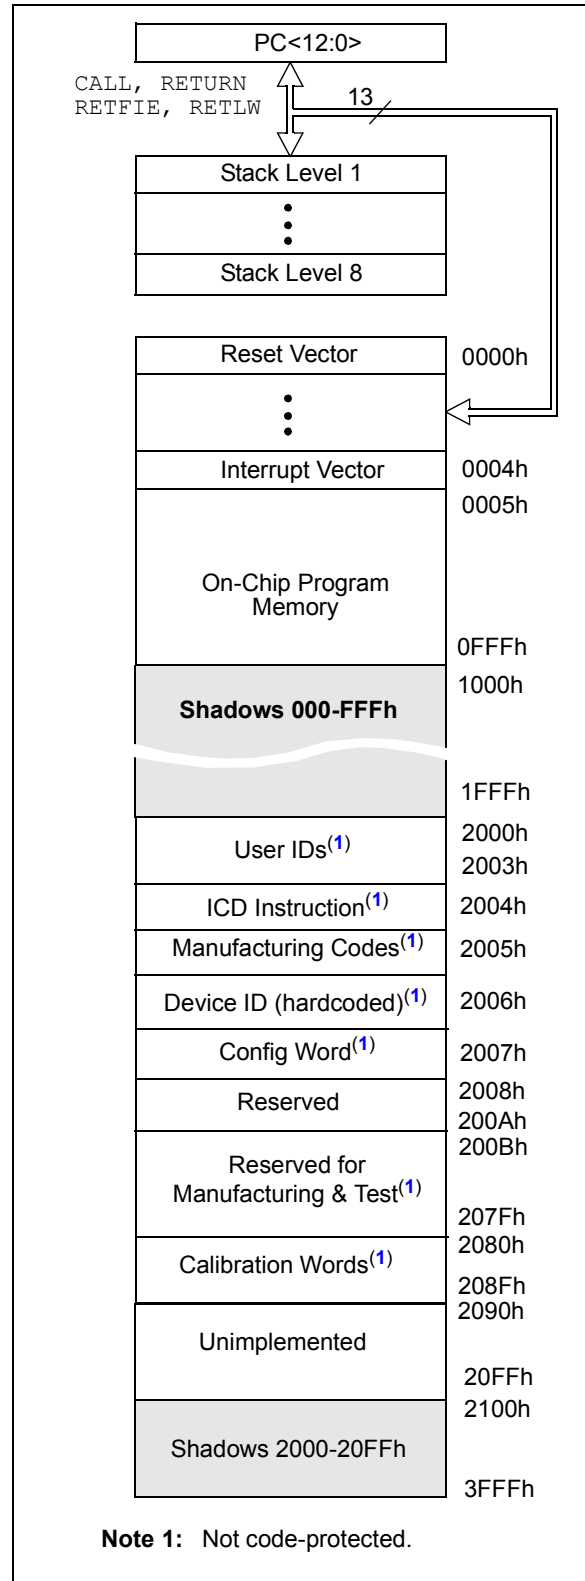 PC<12:0>
CALL, RETURN
RETFIE, RETLW
13
Stack Level 1
Stack Level 8
Reset Vector
0000h
Interrupt Vector
0004h
0005h
On-Chip Program
Memory
0FFFh
1000h
Shadows 000-FFFh
1FFFh
2000h
User IDs(1)
2003h
ICD Instruction(1)
2004h
Manufacturing Codes(1)
2005h
Device ID (hardcoded)(1)
2006h
Config Word(1)
2007h
2008h
Reserved
200Ah
200Bh
Reserved for
Manufacturing & Test(1)
207Fh
2080h
Calibration Words(1)
208Fh
2090h
Unimplemented
20FFh
2100h
Shadows 2000-20FFh
3FFFh
Note 1: Not code-protected.